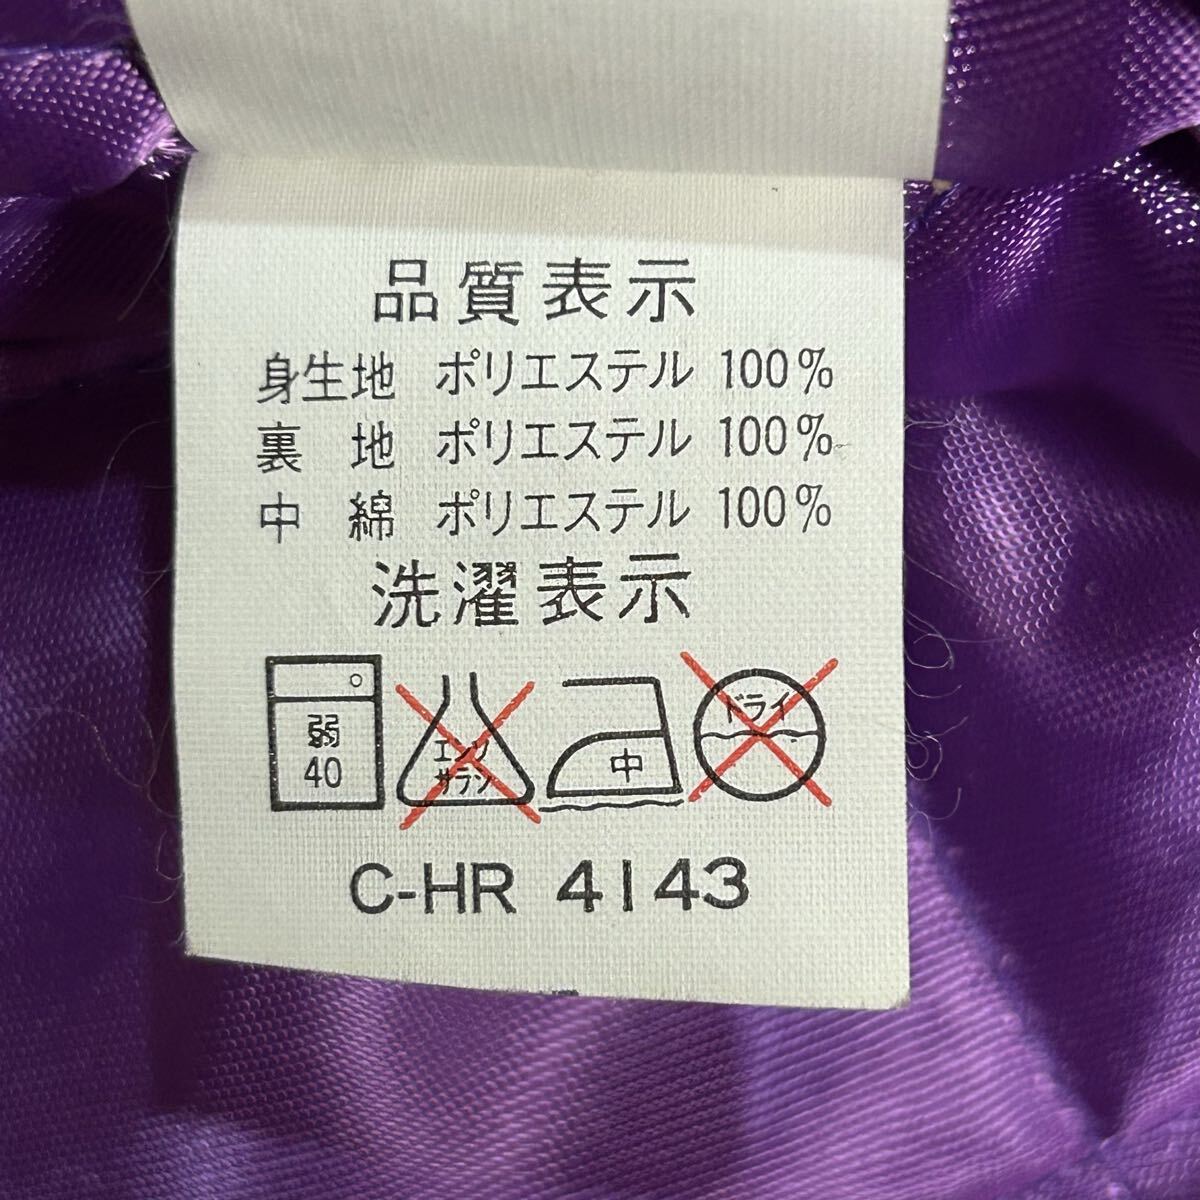 品質表示
身生地 ポリエステル 100%
裏地 ポリエステル 100%
中綿 ポリエステル 100%
洗濯表示
弱
40
エンソ
サラシ
中
ドライ
C-HR 4143